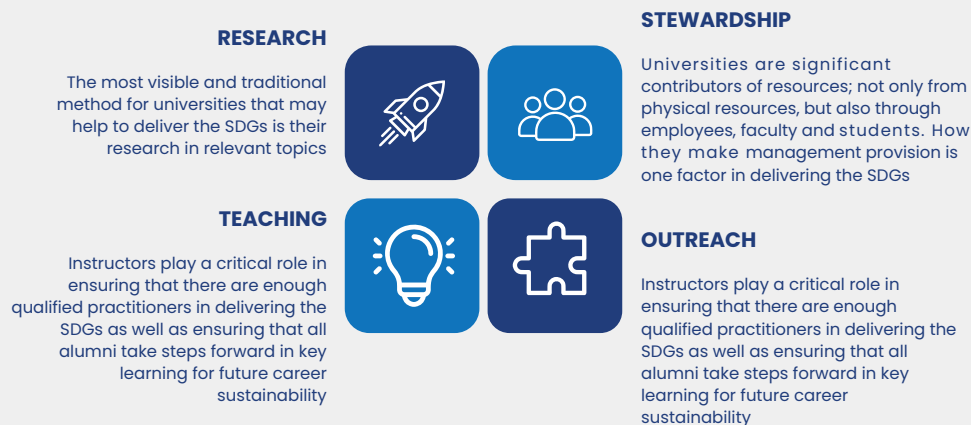 RESEARCH
The most visible and traditional
method for universities that may
help to deliver the SDGs is their
research in relevant topics
STEWARDSHIP
Universities are significant
contributors of resources; not only from
physical resources, but also through
employees, faculty and students. How
they make management provision is
one factor in delivering the SDGs
TEACHING
Instructors play a critical role in
ensuring that there are enough
qualified practitioners in delivering the
SDGs as well as ensuring that all
alumni take steps forward in key
learning for future career
sustainability
OUTREACH
Instructors play a critical role in
ensuring that there are enough
qualified practitioners in delivering the
SDGs as well as ensuring that all
alumni take steps forward in key
learning for future career
sustainability